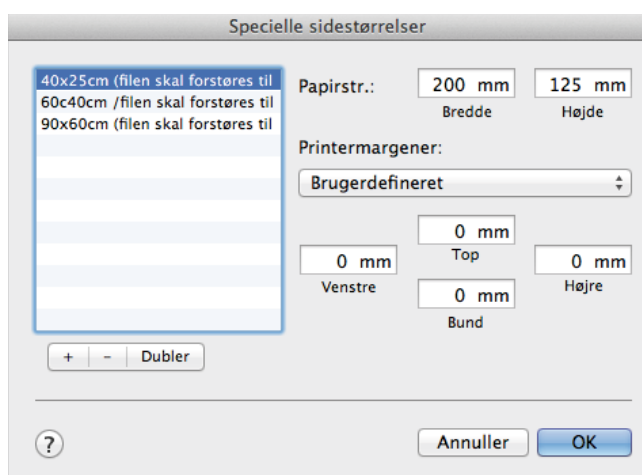 Specielle sidestørrelser
40x25cm (filen skal forstøres til
60c40cm /filen skal forstøres til
90x60cm (filen skal forstøres til
Papirstr.:
200 mm
125 mm
Bredde
Højde
Printermargener:
Brugerdefineret
0 mm
Top
0 mm
0 mm
Venstre
Højre
0 mm
Bund
+ − Dubler
? Annuller OK